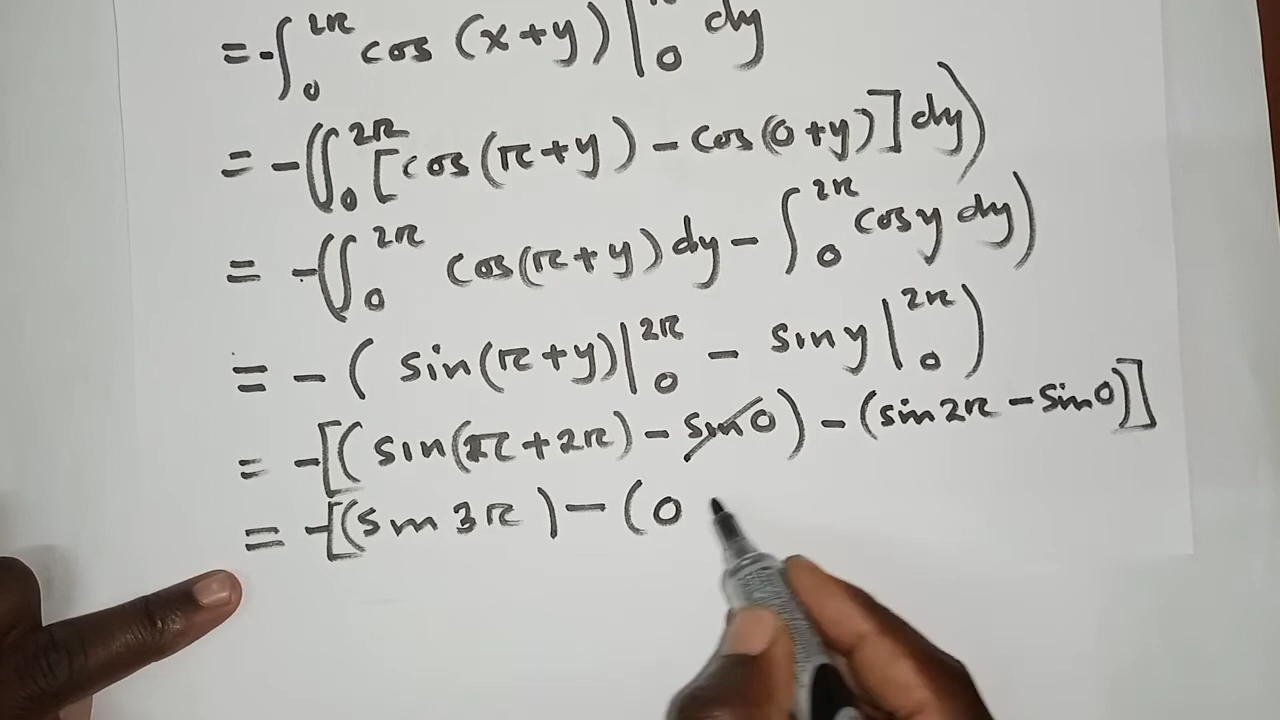 = -∫₀^2π cos (x+y) |₀^π dy
= -(∫₀^2π [cos(π+y) - cos(0+y)] dy)
= -(∫₀^2π cos(π+y) dy - ∫₀^2π cos y dy)
= - ( sin(π+y)|₀^2π - sin y|₀^2π )
= -[(sin(π+2π) - sin 0) - (sin 2π - sin 0)]
= -[(sin 3π) - (0